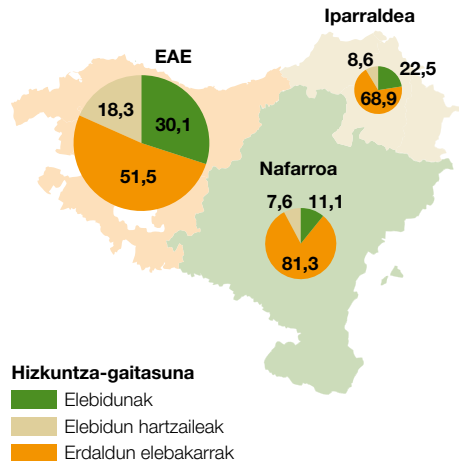 Iparraldea
8,6
22,5
68,9
EAE
18,3
30,1
51,5
Nafarroa
7,6
11,1
81,3
Hizkuntza-gaitasuna
Elebidunak
Elebidun hartzaileak
Erdaldun elebakarrak